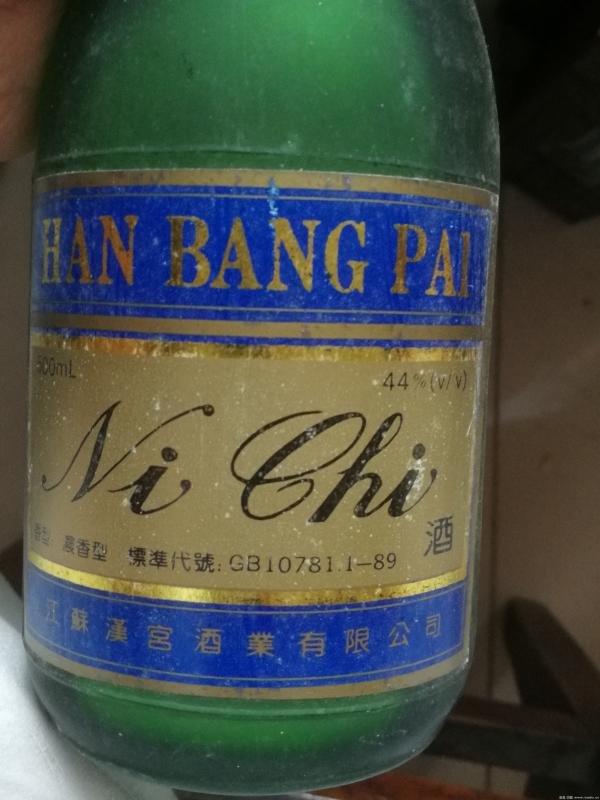 HAN BANG PAI
500mL
44%(v/v)
Ni Chi
酒
香型: 濃香型 標準代號: GB10781.1—89
江蘇漢宮酒業有限公司